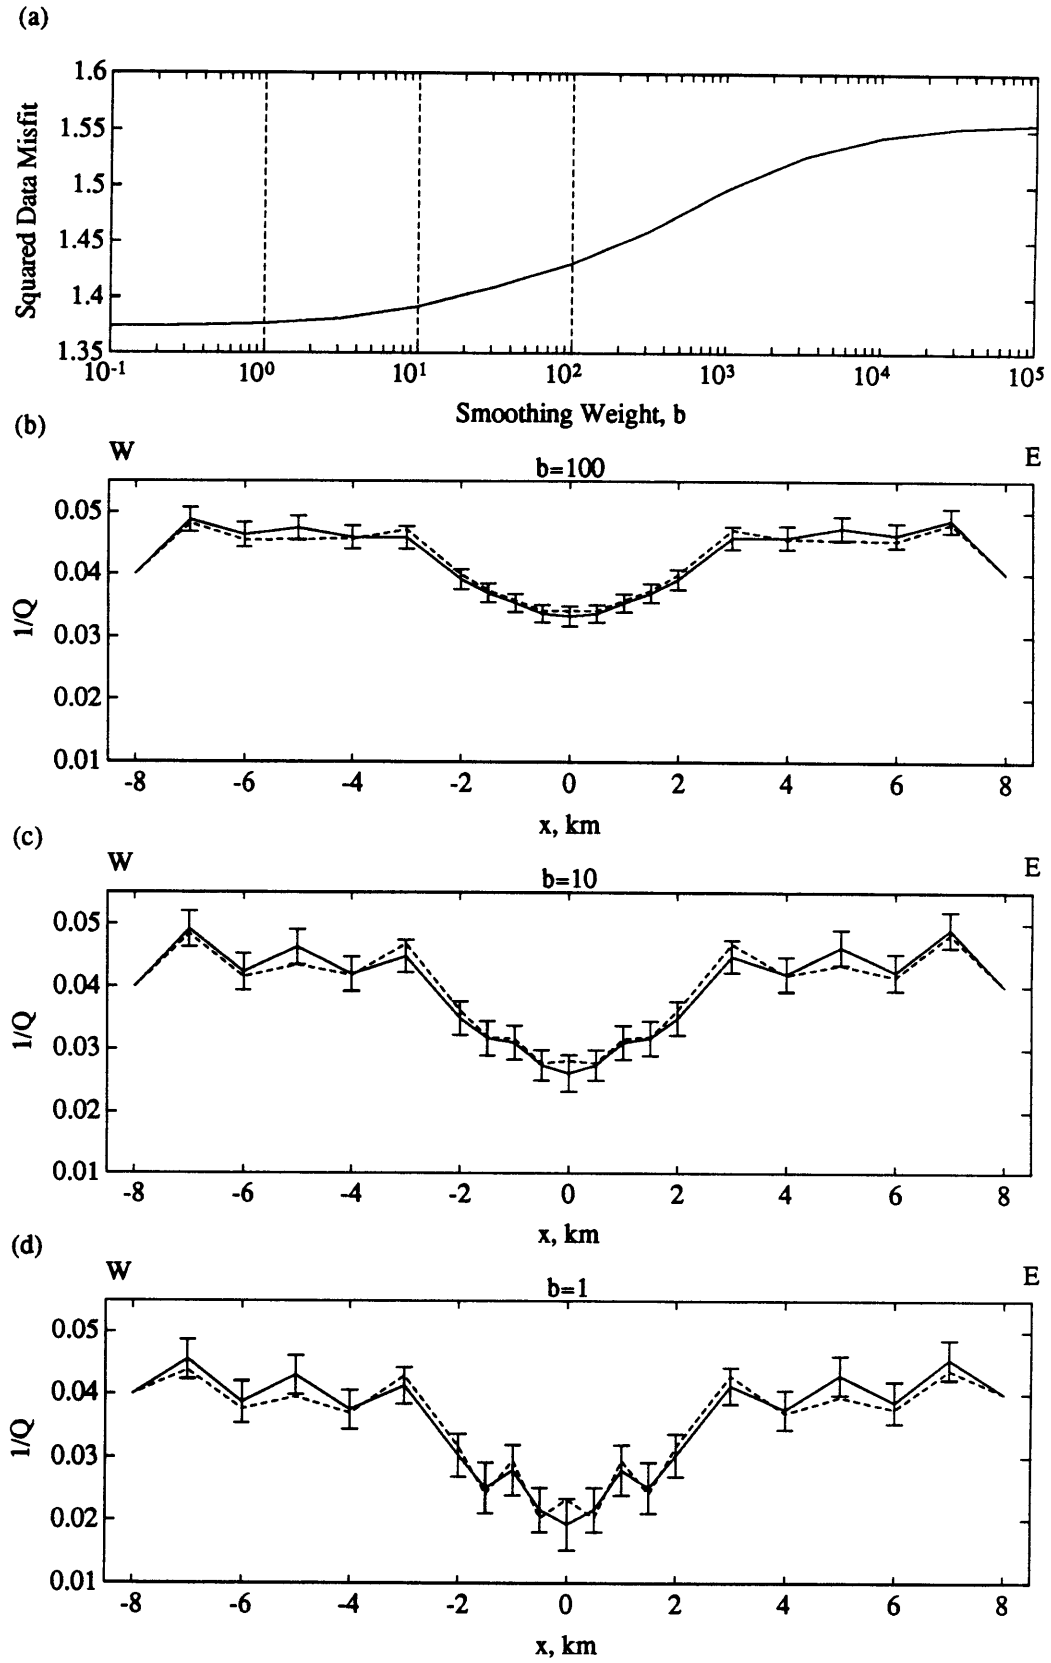 (a)
1.6
1.55
1.5
1.45
1.4
1.35
Squared Data Misfit
10-1 10⁰ 10¹ 10² 10³ 10⁴ 10⁵
Smoothing Weight, b
(b)
W E
b=100
0.05
0.04
0.03
0.02
0.01
1/Q
-8 -6 -4 -2 0 2 4 6 8
x, km
(c)
W E
b=10
0.05
0.04
0.03
0.02
0.01
1/Q
-8 -6 -4 -2 0 2 4 6 8
x, km
(d)
W E
b=1
0.05
0.04
0.03
0.02
0.01
1/Q
-8 -6 -4 -2 0 2 4 6 8
x, km